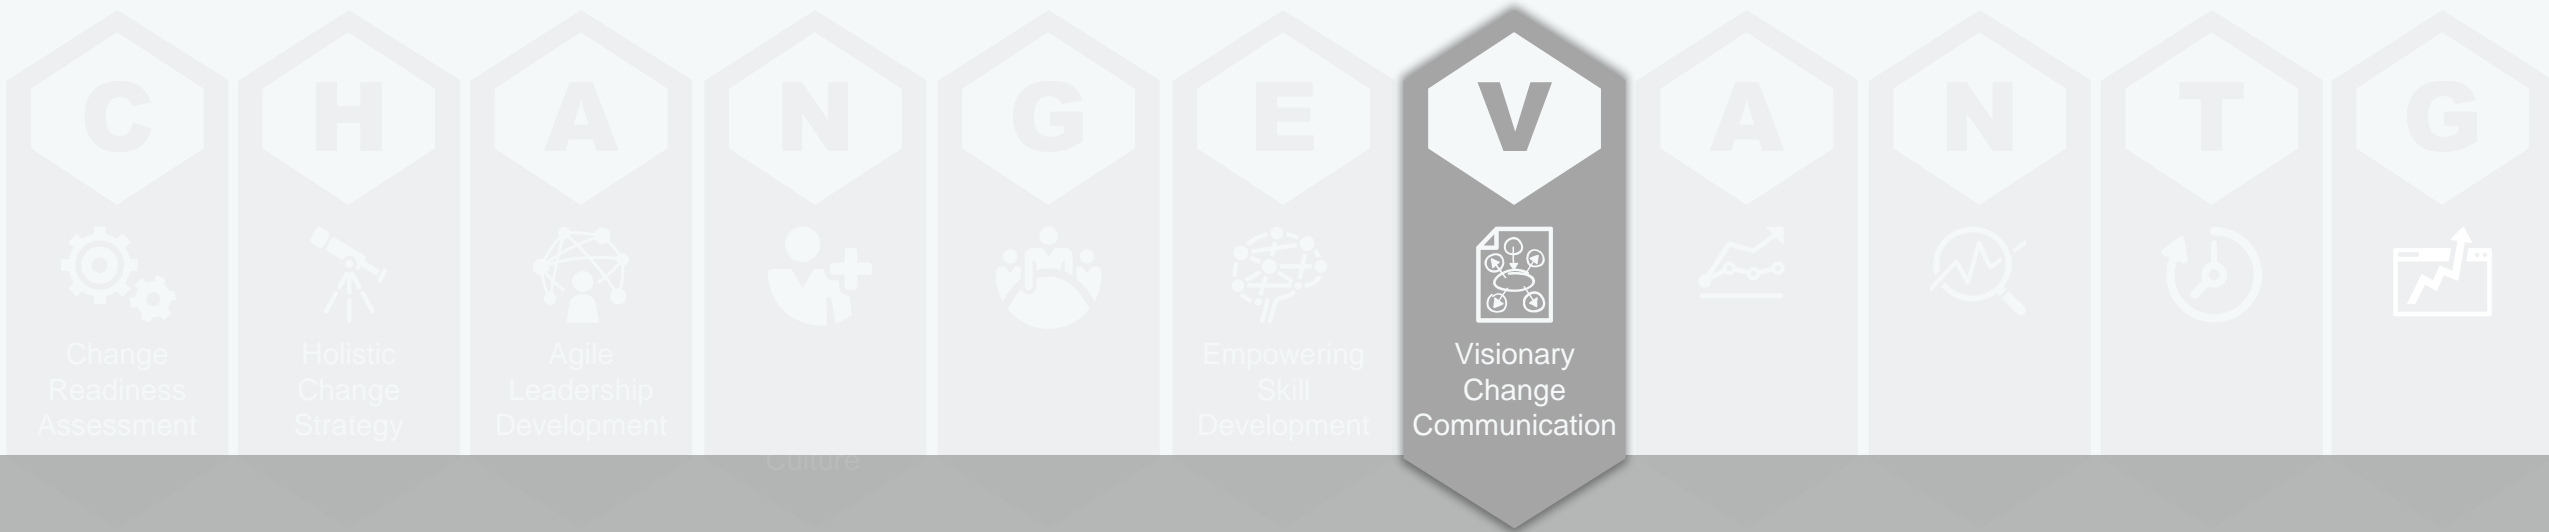 C H A N G E V A N T G
Change
Readiness
Assessment
Holistic
Change
Strategy
Agile
Leadership
Development
Culture
Empowering
Skill
Development
Visionary
Change
Communication